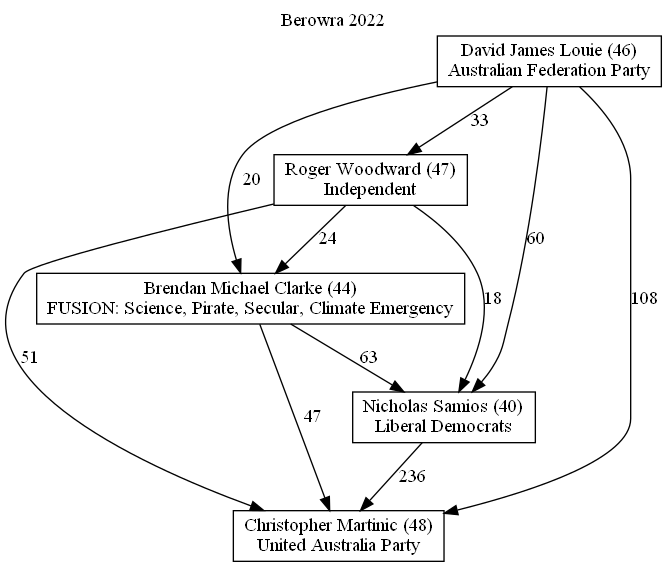 Berowra 2022
David James Louie (46)
Australian Federation Party
33
Roger Woodward (47)
Independent
20
24
60
Brendan Michael Clarke (44)
FUSION: Science, Pirate, Secular, Climate Emergency
18
108
51
63
Nicholas Samios (40)
Liberal Democrats
47
236
Christopher Martinic (48)
United Australia Party